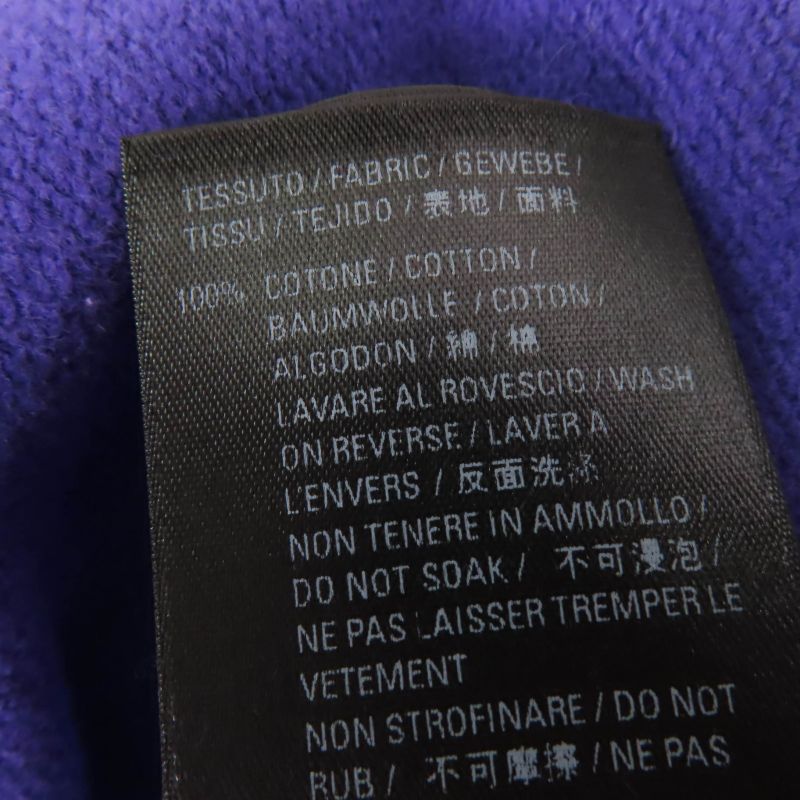 TESSUTO / FABRIC / GEWEBE /
TISSU / TEJIDO / 表地 / 面料
100% COTONE / COTTON /
BAUMWOLLE / COTON /
ALGODON / 綿 / 棉
LAVARE AL ROVESCIO / WASH
ON REVERSE / LAVER A
L'ENVERS / 反面洗涤
NON TENERE IN AMMOLLO /
DO NOT SOAK / 不可浸泡 /
NE PAS LAISSER TREMPER LE
VETEMENT
NON STROFINARE / DO NOT
RUB / 不可摩擦 / NE PAS